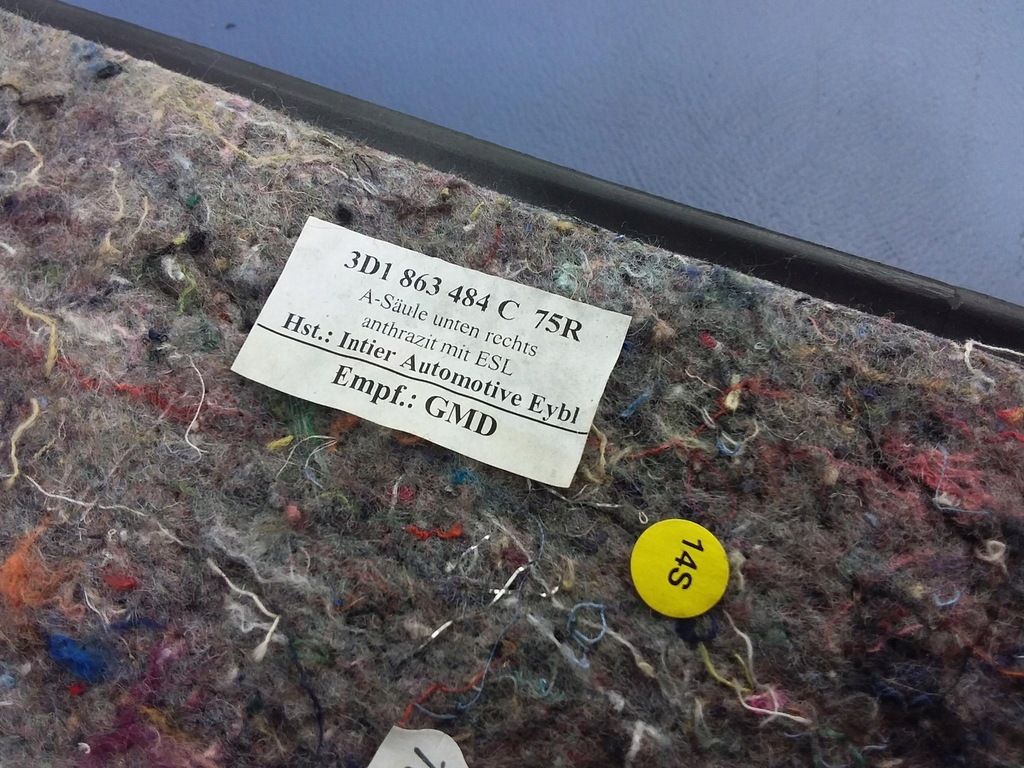 3D1 863 484 C 75R
A-Säule unten rechts
anthrazit mit ESL
Hst.: Intier Automotive Eybl
Empf.: GMD
14S